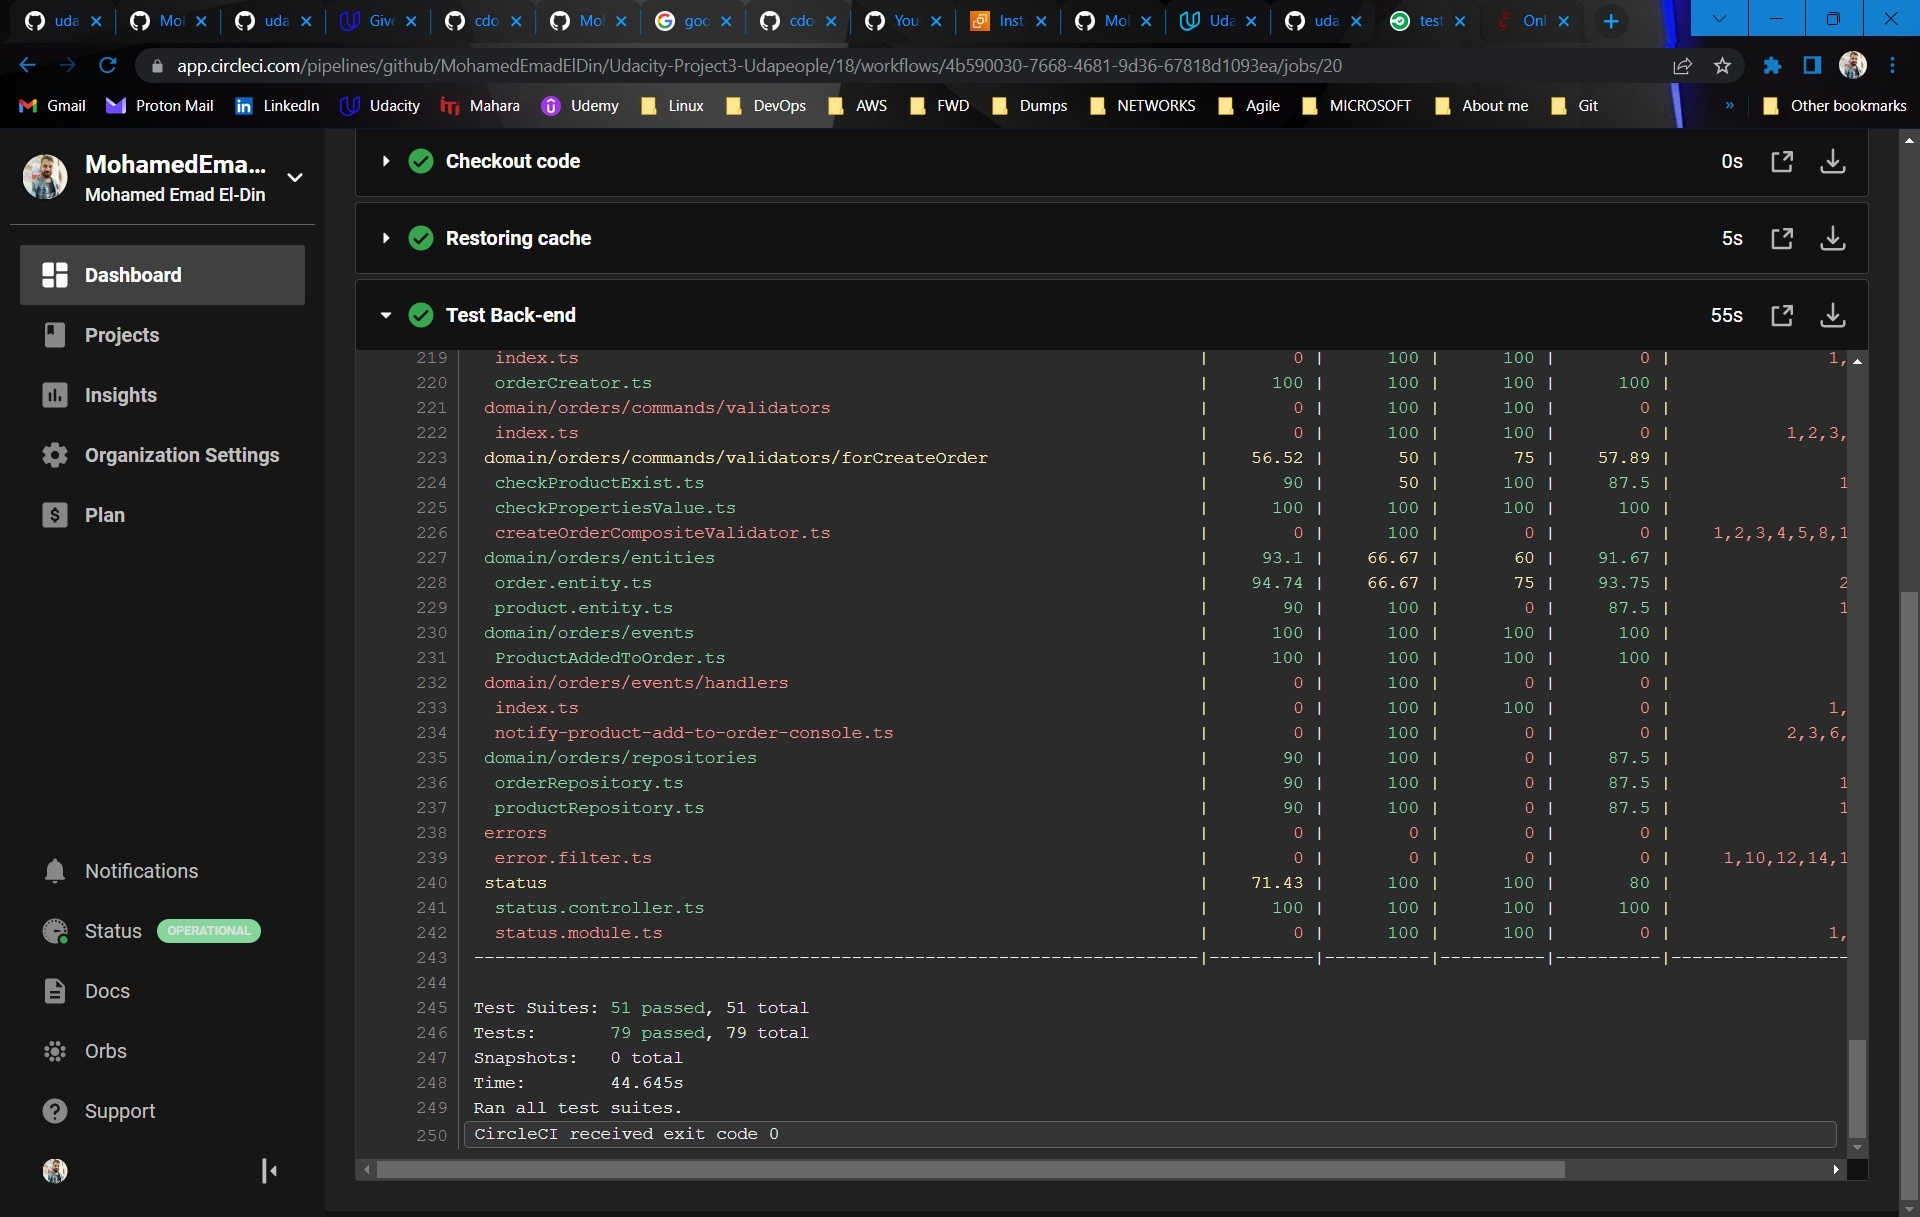 uda
Mo
uda
Give
cdo
Mo
goo
cdo
You
Inst
Mo
Uda
uda
test
Onl
app.circleci.com/pipelines/github/MohamedEmadElDin/Udacity-Project3-Udapeople/18/workflows/4b590030-7668-4681-9d36-67818d1093ea/jobs/20
Gmail Proton Mail LinkedIn Udacity Mahara Udemy Linux DevOps AWS FWD Dumps NETWORKS Agile MICROSOFT About me Git » Other bookmarks
MohamedEma...
Mohamed Emad El-Din
Dashboard
Projects
Insights
Organization Settings
Plan
Notifications
Status OPERATIONAL
Docs
Orbs
Support
Checkout code 0s
Restoring cache 5s
Test Back-end 55s
219 index.ts | 0 | 100 | 100 | 0 | 1,
220 orderCreator.ts | 100 | 100 | 100 | 100 |
221 domain/orders/commands/validators | 0 | 100 | 100 | 0 |
222 index.ts | 0 | 100 | 100 | 0 | 1,2,3,
223 domain/orders/commands/validators/forCreateOrder | 56.52 | 50 | 75 | 57.89 |
224 checkProductExist.ts | 90 | 50 | 100 | 87.5 | 1
225 checkPropertiesValue.ts | 100 | 100 | 100 | 100 |
226 createOrderCompositeValidator.ts | 0 | 100 | 0 | 0 | 1,2,3,4,5,8,1
227 domain/orders/entities | 93.1 | 66.67 | 60 | 91.67 |
228 order.entity.ts | 94.74 | 66.67 | 75 | 93.75 | 2
229 product.entity.ts | 90 | 100 | 0 | 87.5 | 1
230 domain/orders/events | 100 | 100 | 100 | 100 |
231 ProductAddedToOrder.ts | 100 | 100 | 100 | 100 |
232 domain/orders/events/handlers | 0 | 100 | 0 | 0 |
233 index.ts | 0 | 100 | 100 | 0 | 1,
234 notify-product-add-to-order-console.ts | 0 | 100 | 0 | 0 | 2,3,6,
235 domain/orders/repositories | 90 | 100 | 0 | 87.5 |
236 orderRepository.ts | 90 | 100 | 0 | 87.5 | 1
237 productRepository.ts | 90 | 100 | 0 | 87.5 | 1
238 errors | 0 | 0 | 0 | 0 |
239 error.filter.ts | 0 | 0 | 0 | 0 | 1,10,12,14,1
240 status | 71.43 | 100 | 100 | 80 |
241 status.controller.ts | 100 | 100 | 100 | 100 |
242 status.module.ts | 0 | 100 | 100 | 0 | 1,
243 ---------------------------------------------------------------------|----------|----------|----------|----------|-----------------
244
245 Test Suites: 51 passed, 51 total
246 Tests: 79 passed, 79 total
247 Snapshots: 0 total
248 Time: 44.645s
249 Ran all test suites.
250 CircleCI received exit code 0